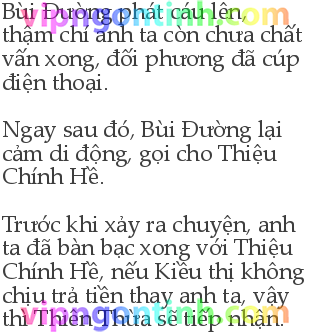 Bùi Đường phát cáu lên,
vipngontinh.com
thậm chí anh ta còn chưa chất
vấn xong, đối phương đã cúp
điện thoại.
Ngay sau đó, Bùi Đường lại
cầm di động, gọi cho Thiệu
Chính Hề.
Trước khi xảy ra chuyện, anh
ta đã bàn bạc xong với Thiệu
Chính Hề, nếu Kiều thị không
chịu trả tiền thay anh ta, vậy
vipngontinh.com
thì Thiên Thừa sẽ tiếp nhận.